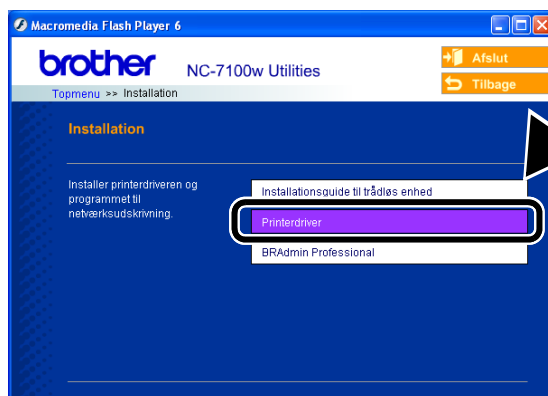 Macromedia Flash Player 6
brother NC-7100w Utilities
Afslut
Tilbage
Topmenu >> Installation
Installation
Installer printerdriveren og
programmet til
netværksudskrivning.
Installationsguide til trådløs enhed
Printerdriver
BRAdmin Professional